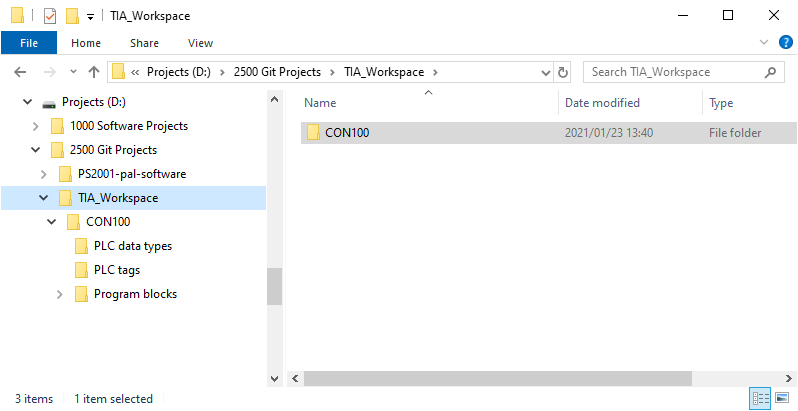 TIA_Workspace
File Home Share View
« Projects (D:) > 2500 Git Projects > TIA_Workspace >
Search TIA_Workspace
Projects (D:)
1000 Software Projects
2500 Git Projects
PS2001-pal-software
TIA_Workspace
CON100
PLC data types
PLC tags
Program blocks
Name Date modified Type
CON100 2021/01/23 13:40 File folder
3 items 1 item selected